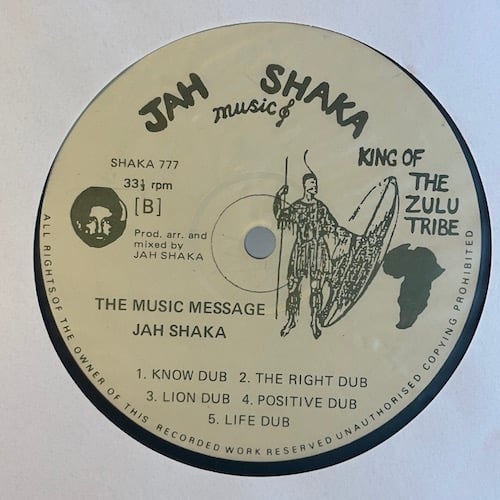 JAH SHAKA
music
KING OF
THE
ZULU
TRIBE
SHAKA 777
33⅓ rpm
[B]
Prod. arr. and
mixed by
JAH SHAKA
THE MUSIC MESSAGE
JAH SHAKA
1. KNOW DUB 2. THE RIGHT DUB
3. LION DUB 4. POSITIVE DUB
5. LIFE DUB
ALL RIGHTS OF THE OWNER OF THIS RECORDED WORK RESERVED UNAUTHORISED COPYING PROHIBITED